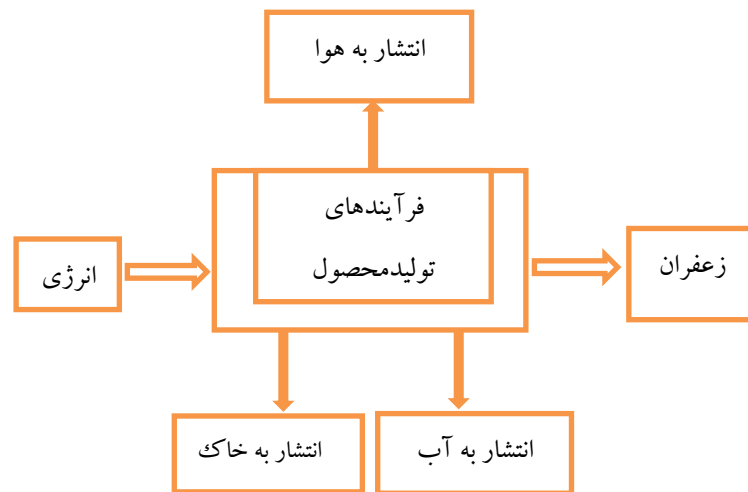 انتشار به هوا
فرآیندهای
تولیدمحصول
زعفران
انرژی
انتشار به آب
انتشار به خاک